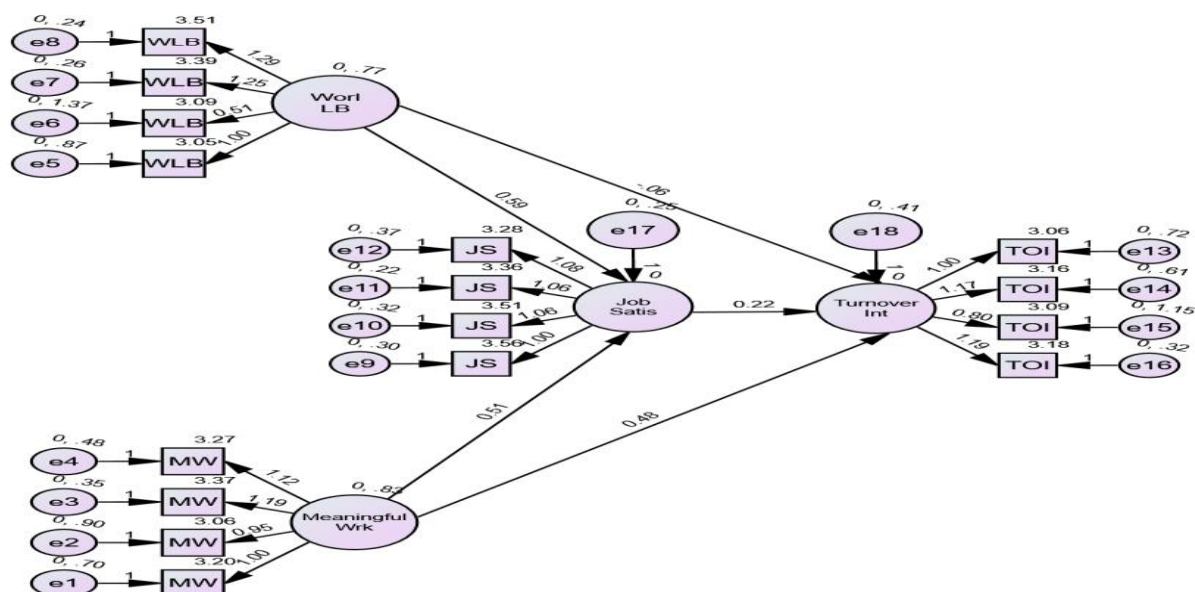 0, .24
e8
1
3.51
WLB
1.29
0, .26
e7
1
3.39
WLB
1.25
0, 1.37
e6
1
3.09
WLB
0.51
0, .87
e5
1
3.05
WLB
1.00
0, .77
Worl
LB
0.59
-.06
0, .25
e17
1
0
0, .41
e18
1
0
0, .37
e12
1
3.28
JS
1.08
0, .22
e11
1
3.36
JS
1.06
0, .32
e10
1
3.51
JS
1.06
0, .30
e9
1
3.56
JS
1.00
Job
Satis
0.22
Turnover
Int
1.00
3.06
TOI
1
0, .72
e13
1.17
3.16
TOI
1
0, .61
e14
0.80
3.09
TOI
1
0, 1.15
e15
1.19
3.18
TOI
1
0, .32
e16
0.51
0.48
0, .48
e4
1
3.27
MW
1.12
0, .35
e3
1
3.37
MW
1.19
0, .90
e2
1
3.06
MW
0.95
0, .70
e1
1
3.20
MW
1.00
0, .83
Meaningful
Wrk